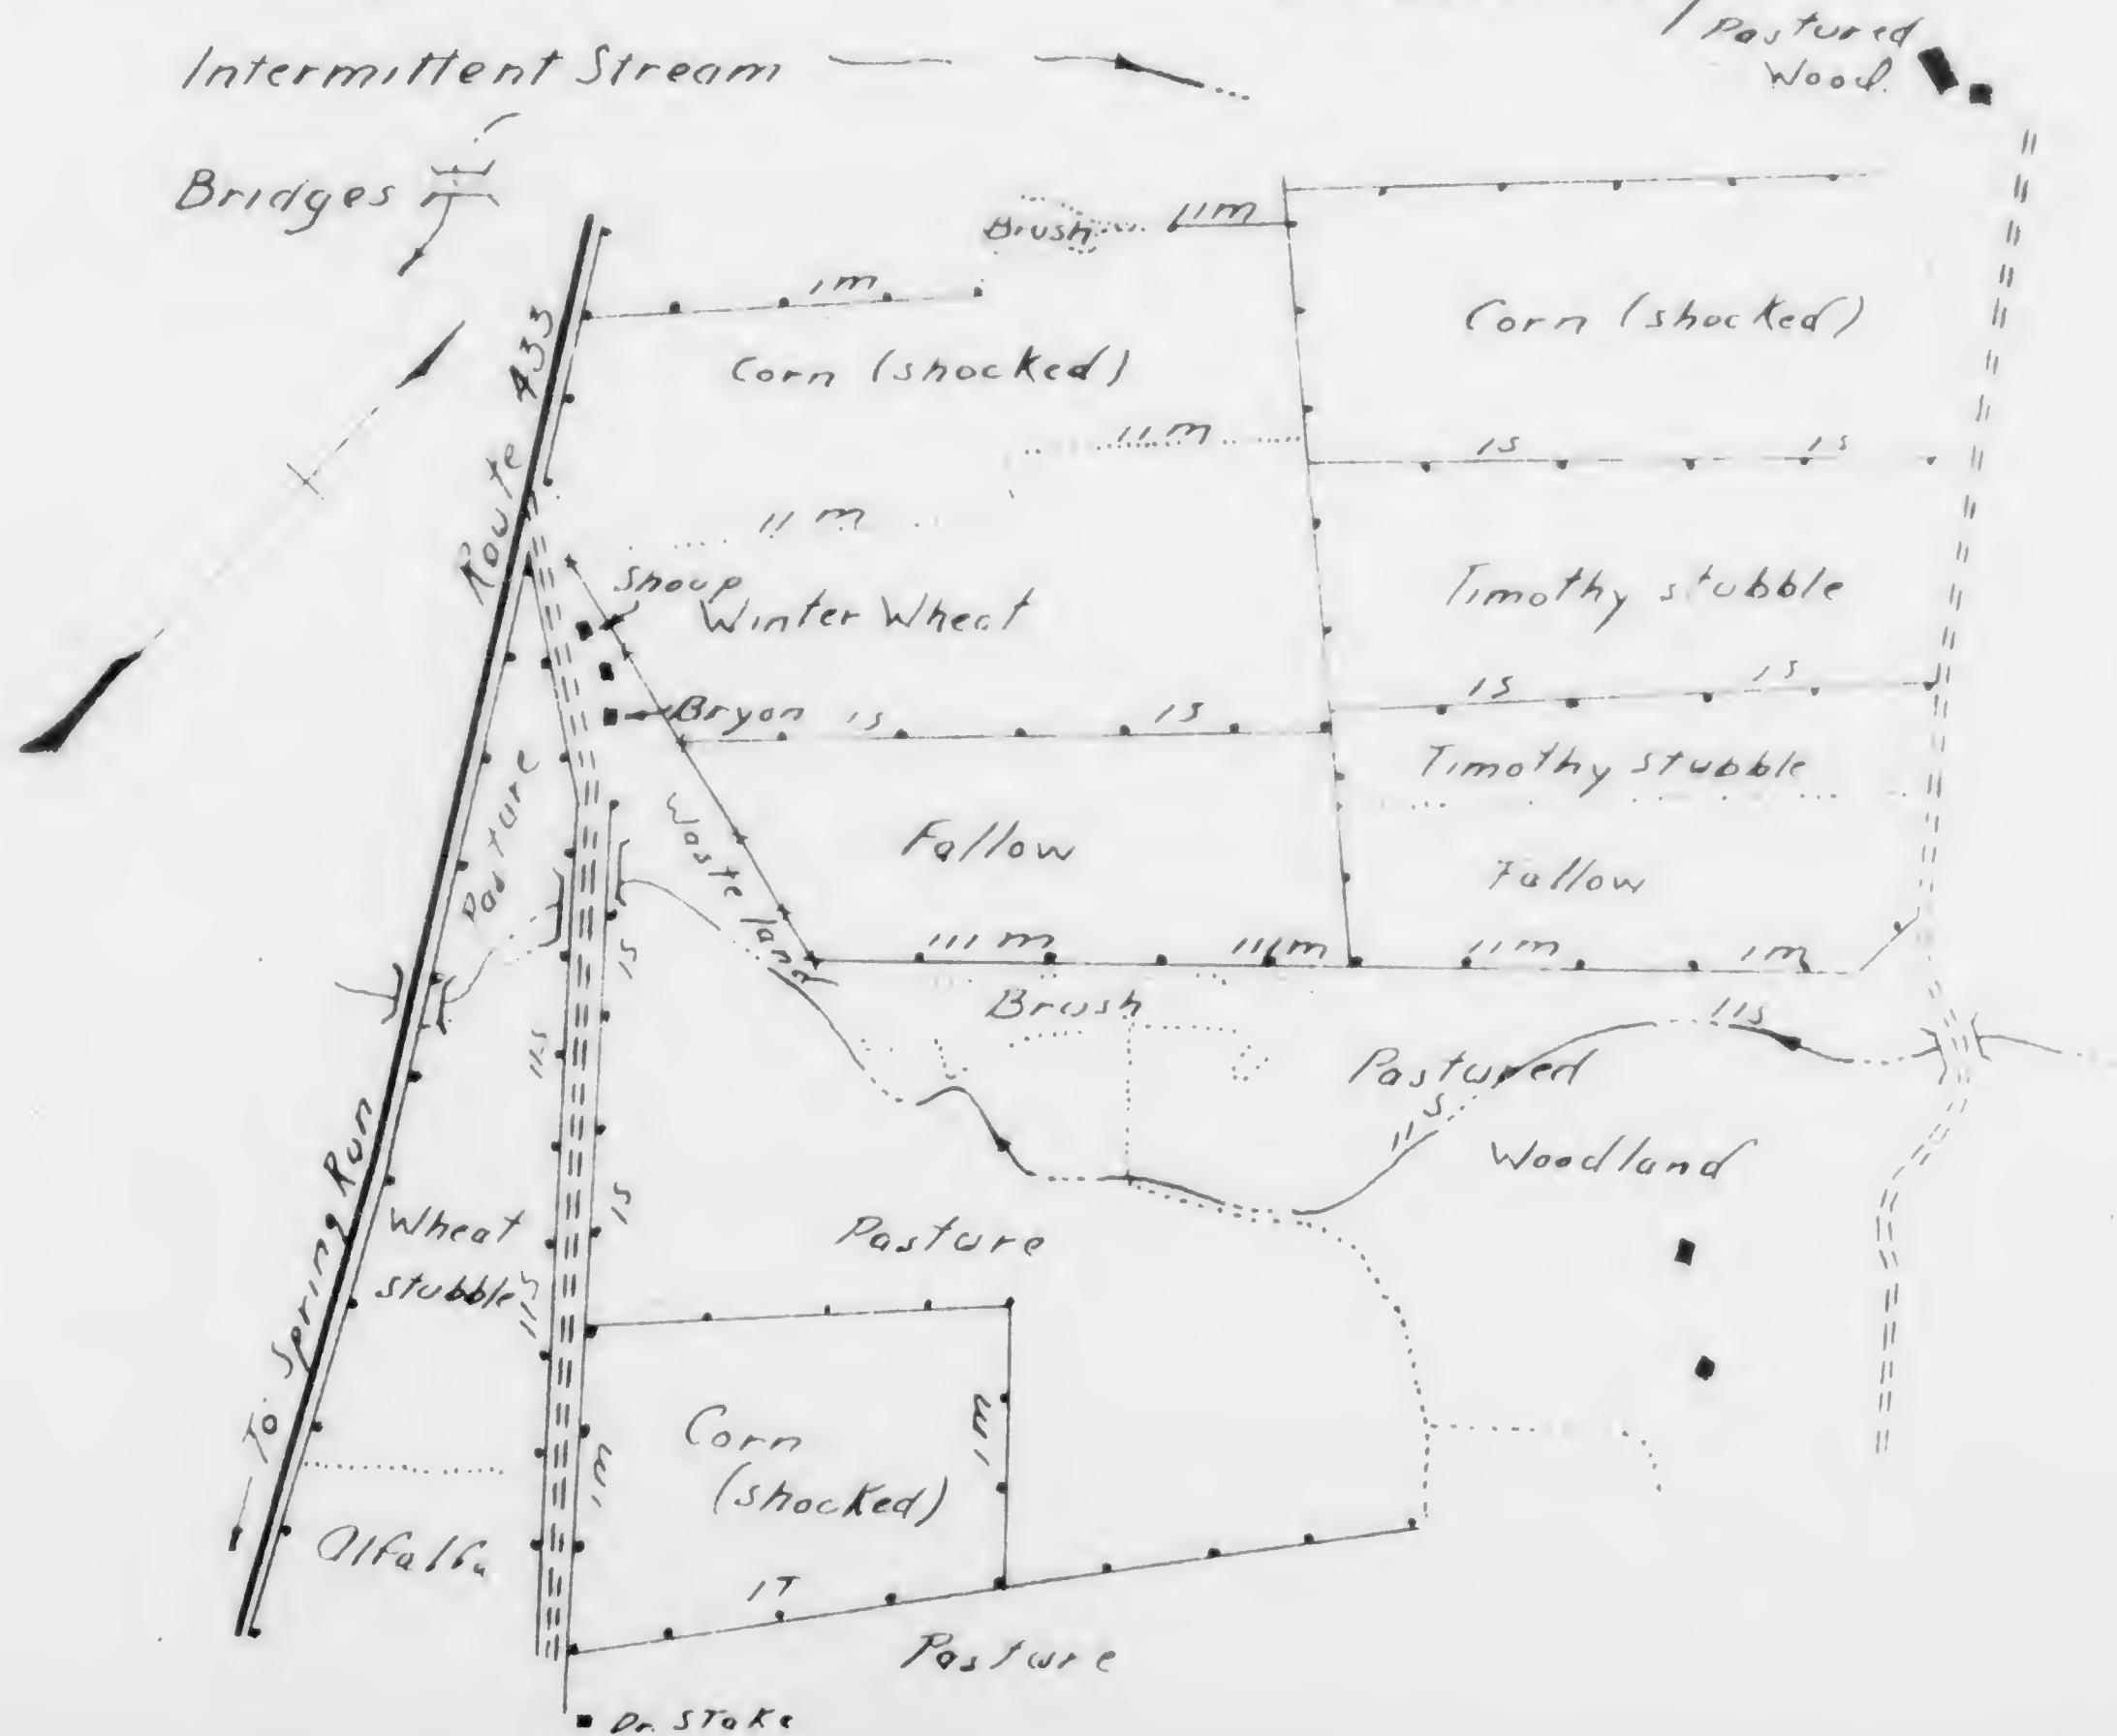 Pastured
Wood.
Intermittent Stream
Bridges
Brush
11m
1m
Route 433
Corn (shocked)
Corn (shocked)
11m
1S
1S
11m
Shoup
Winter Wheat
Timothy stubble
Bryon
1S
1S
1S
1S
Timothy stubble
Pasture
Waste land
Fallow
Fallow
111m
111m
11m
1m
1S
Brush
11S
11S
Pastured
11S
Woodland
To Spring Run
1S
Wheat
stubble
11S
Pasture
Corn
(shocked)
1m
1m
Alfalfa
1T
Pasture
Dr. Stake